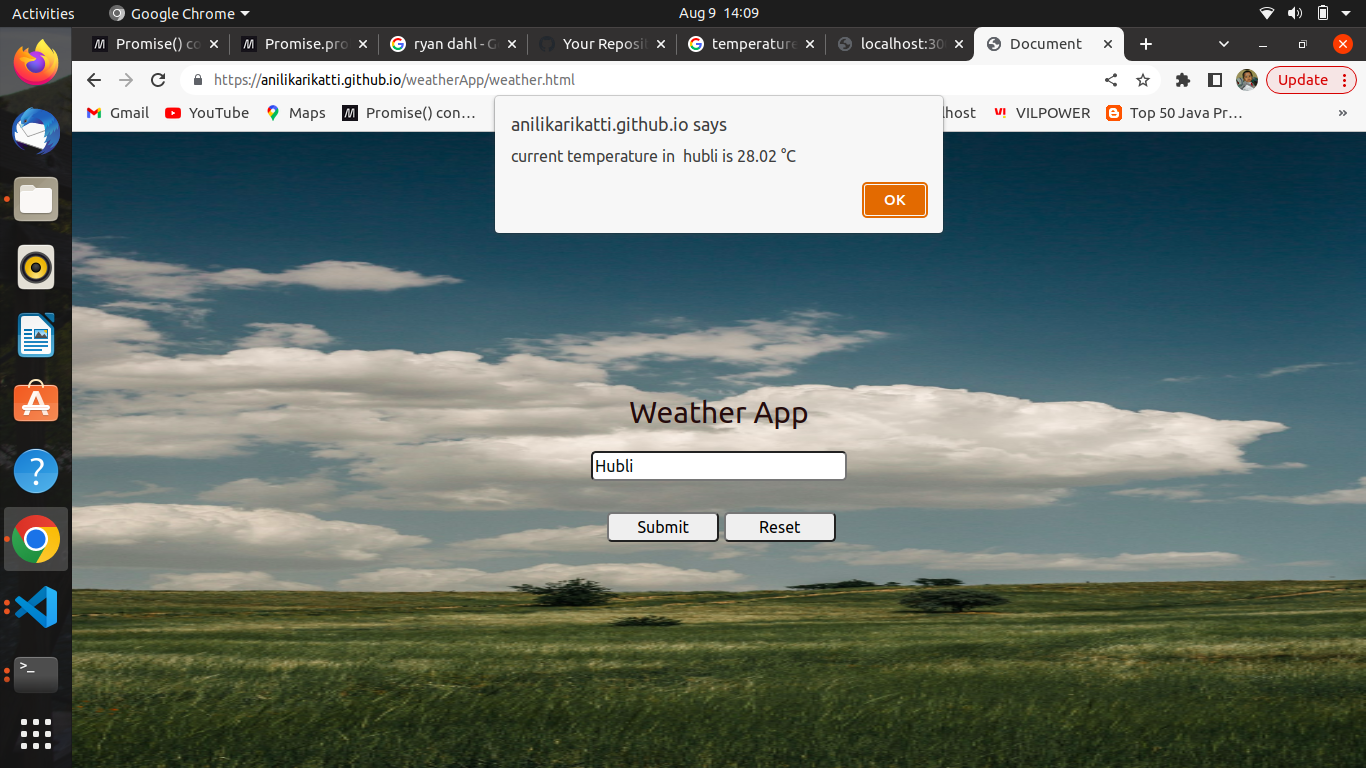 Activities Google Chrome Aug 9 14:09
Promise() co Promise.pro ryan dahl - G Your Reposit temperature localhost:30 Document
https://anilikarikatti.github.io/weatherApp/weather.html Update
Gmail YouTube Maps Promise() con… lhost VILPOWER Top 50 Java Pr… »
anilikarikatti.github.io says
current temperature in hubli is 28.02 °C
OK
Weather App
Hubli
Submit Reset